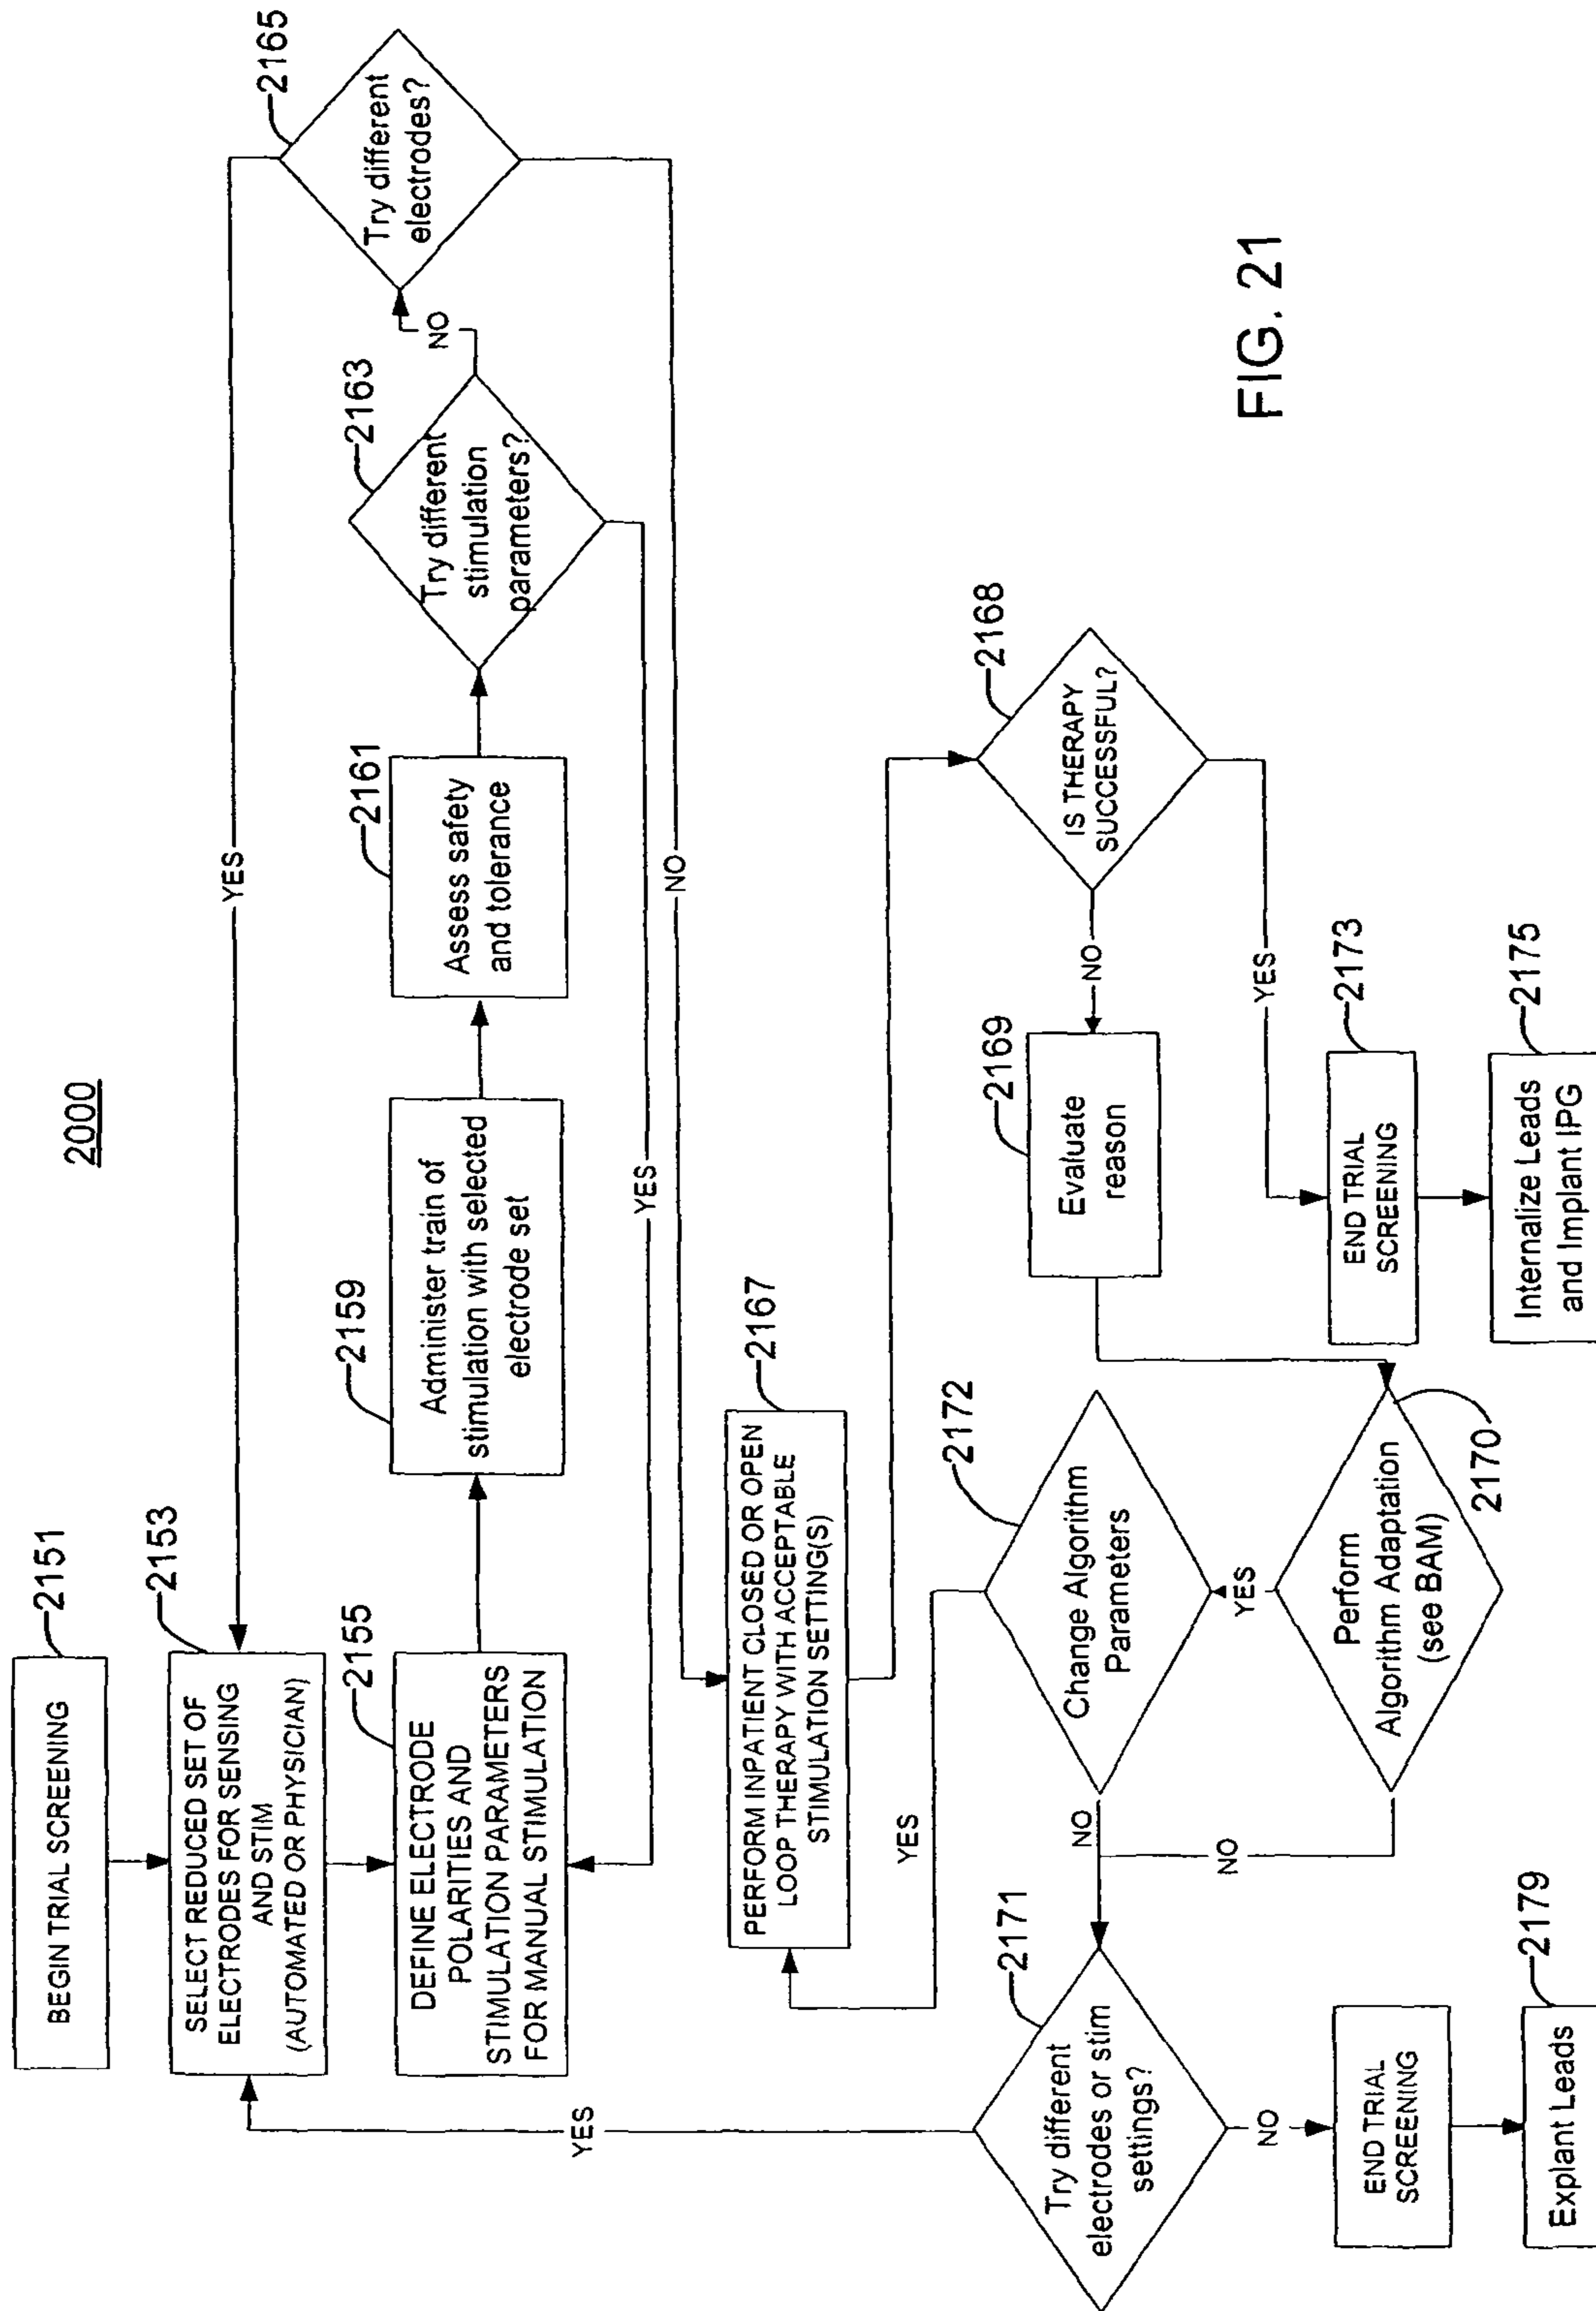 2000
BEGIN TRIAL SCREENING
2151
SELECT REDUCED SET OF
ELECTRODES FOR SENSING
AND STIM
(AUTOMATED OR PHYSICIAN)
2153
DEFINE ELECTRODE
POLARITIES AND
STIMULATION PARAMETERS
FOR MANUAL STIMULATION
2155
Administer train of
stimulation with selected
electrode set
2159
Assess safety
and tolerance
2161
Try different
stimulation
parameters?
2163
NO
YES
Try different
electrodes?
2165
YES
NO
PERFORM INPATIENT CLOSED OR OPEN
LOOP THERAPY WITH ACCEPTABLE
STIMULATION SETTING(S)
2167
IS THERAPY
SUCCESSFUL?
2168
NO
YES
Evaluate
reason
2169
END TRIAL
SCREENING
2173
Internalize Leads
and Implant IPG
2175
Perform
Algorithm Adaptation
(see BAM)
2170
YES
NO
Change Algorithm
Parameters
2172
YES
NO
Try different
electrodes or stim
settings?
2171
YES
NO
END TRIAL
SCREENING
Explant Leads
2179
FIG. 21